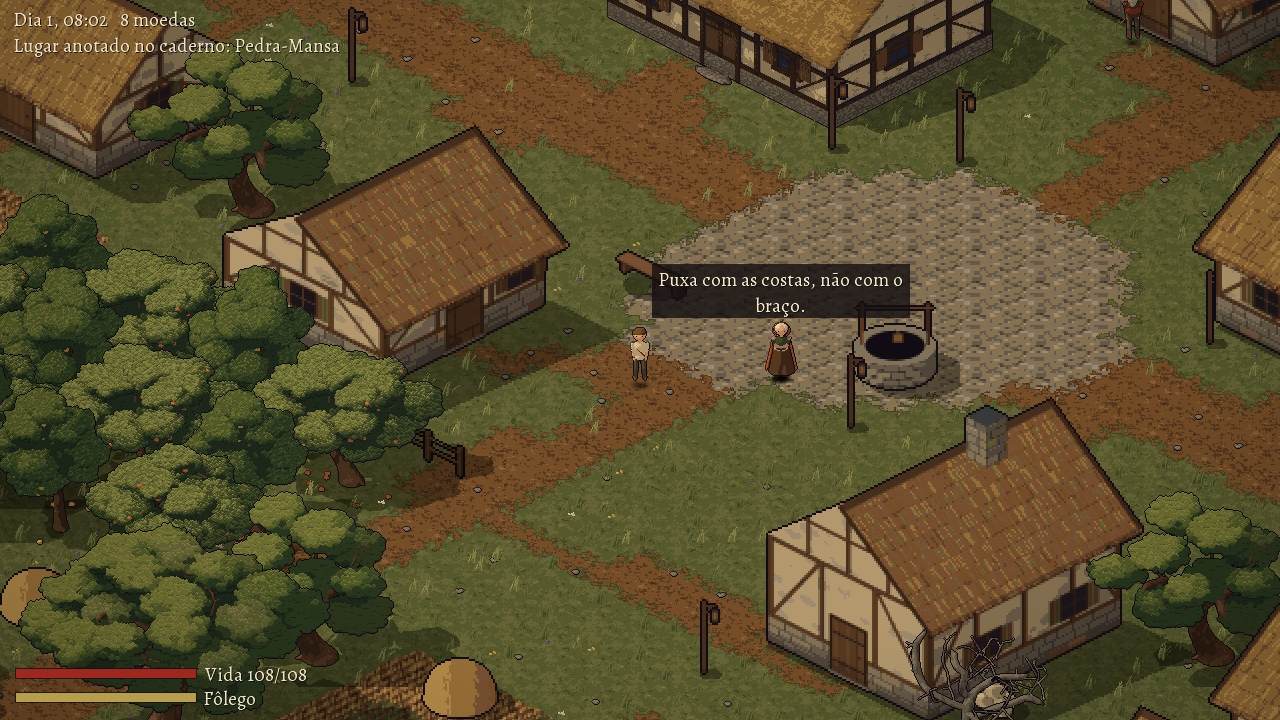 Dia 1, 08:02   8 moedas
Lugar anotado no caderno: Pedra-Mansa
Puxa com as costas, não com o
braço.
Vida 108/108
Fôlego